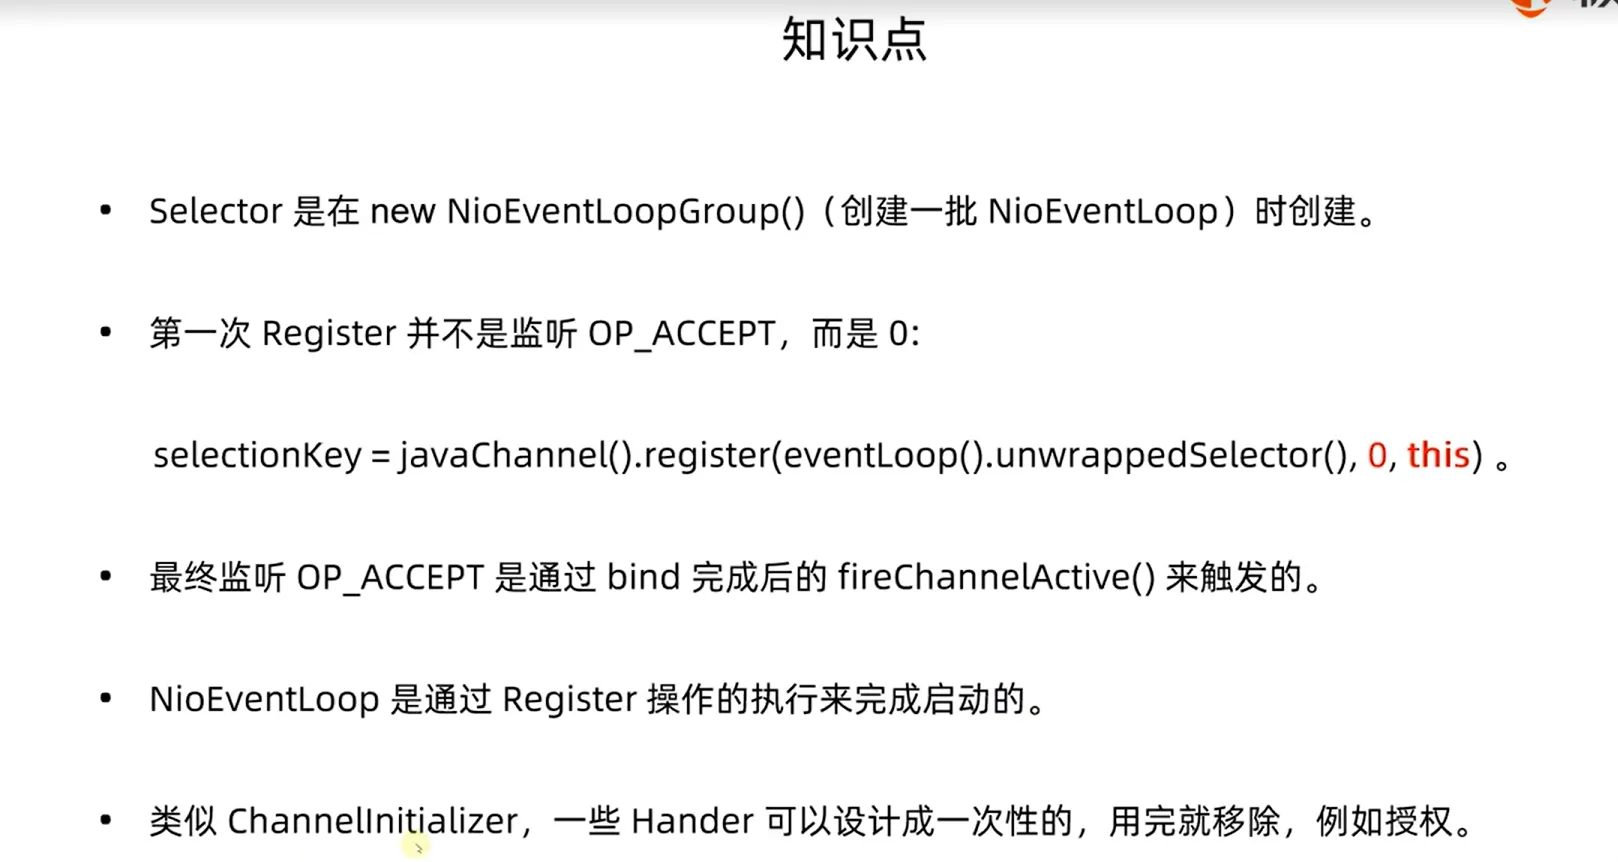 知识点
• Selector 是在 new NioEventLoopGroup()（创建一批 NioEventLoop）时创建。
• 第一次 Register 并不是监听 OP_ACCEPT，而是 0:
selectionKey = javaChannel().register(eventLoop().unwrappedSelector(), 0, this) 。
• 最终监听 OP_ACCEPT 是通过 bind 完成后的 fireChannelActive() 来触发的。
• NioEventLoop 是通过 Register 操作的执行来完成启动的。
• 类似 ChannelInitializer，一些 Hander 可以设计成一次性的，用完就移除，例如授权。